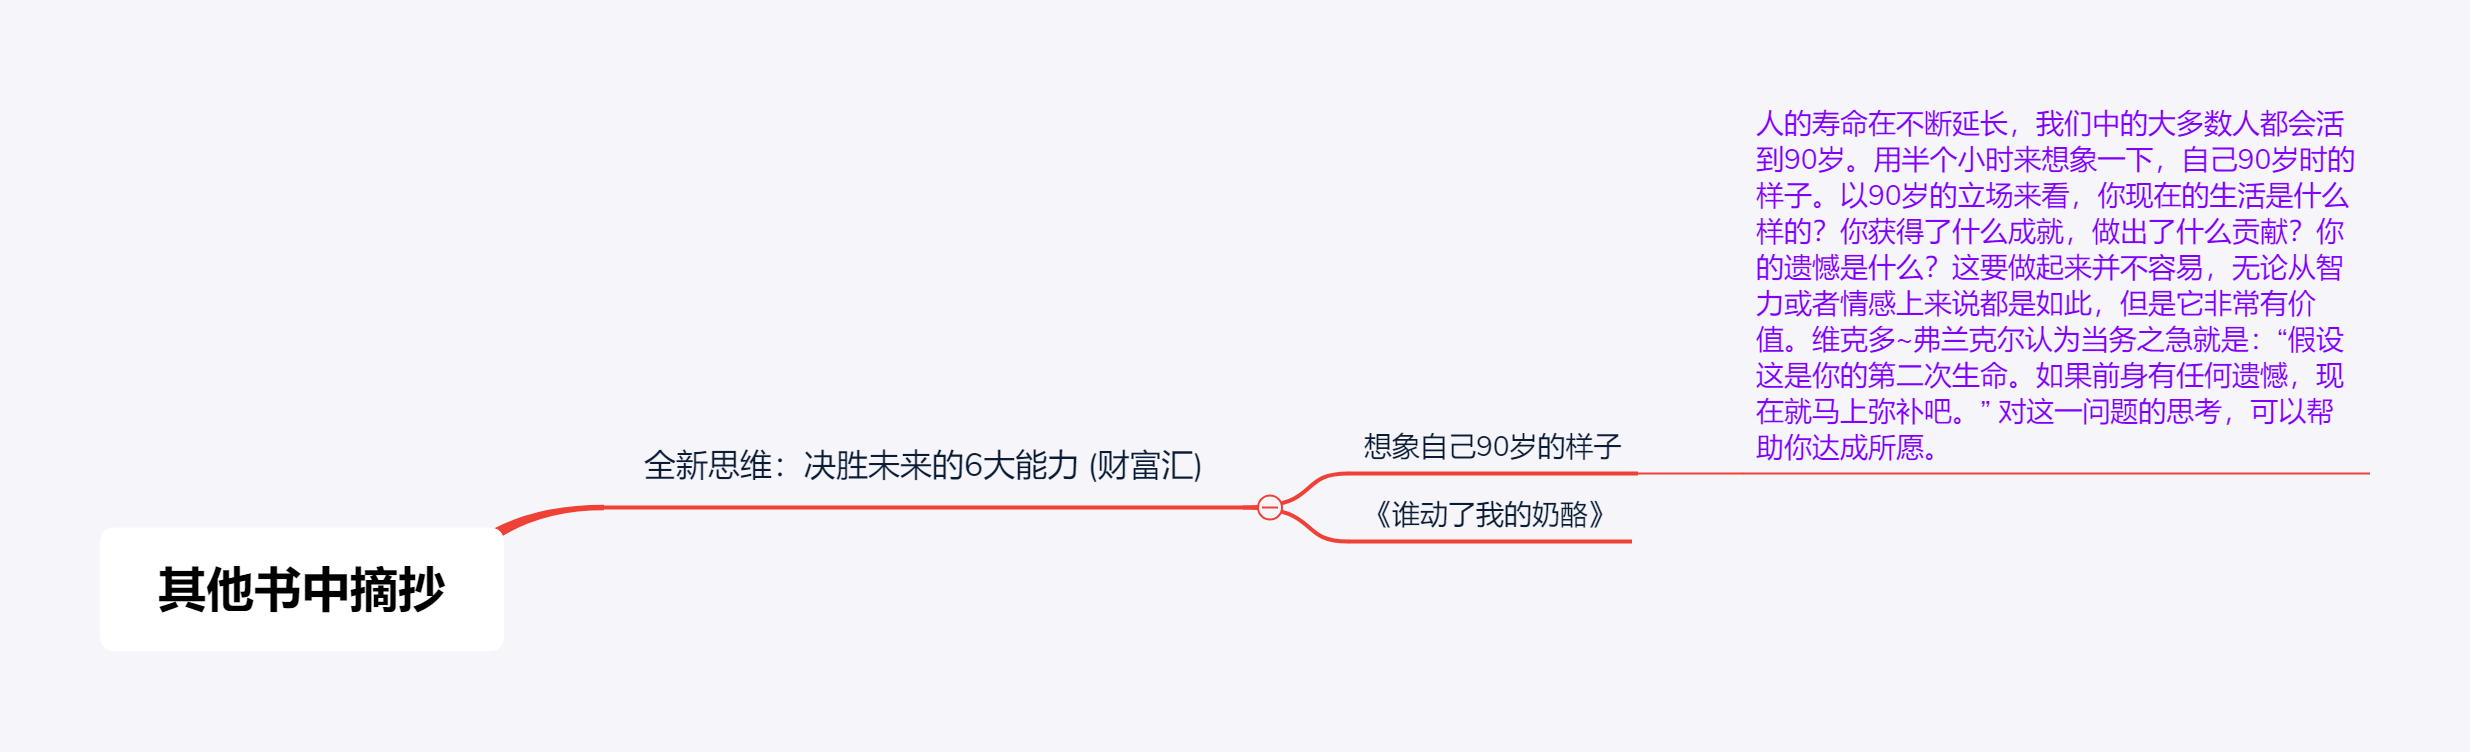 其他书中摘抄
全新思维：决胜未来的6大能力 (财富汇)
想象自己90岁的样子
人的寿命在不断延长，我们中的大多数人都会活
到90岁。用半个小时来想象一下，自己90岁时的
样子。以90岁的立场来看，你现在的生活是什么
样的？你获得了什么成就，做出了什么贡献？你
的遗憾是什么？这要做起来并不容易，无论从智
力或者情感上来说都是如此，但是它非常有价
值。维克多~弗兰克尔认为当务之急就是：“假设
这是你的第二次生命。如果前身有任何遗憾，现
在就马上弥补吧。” 对这一问题的思考，可以帮
助你达成所愿。
《谁动了我的奶酪》